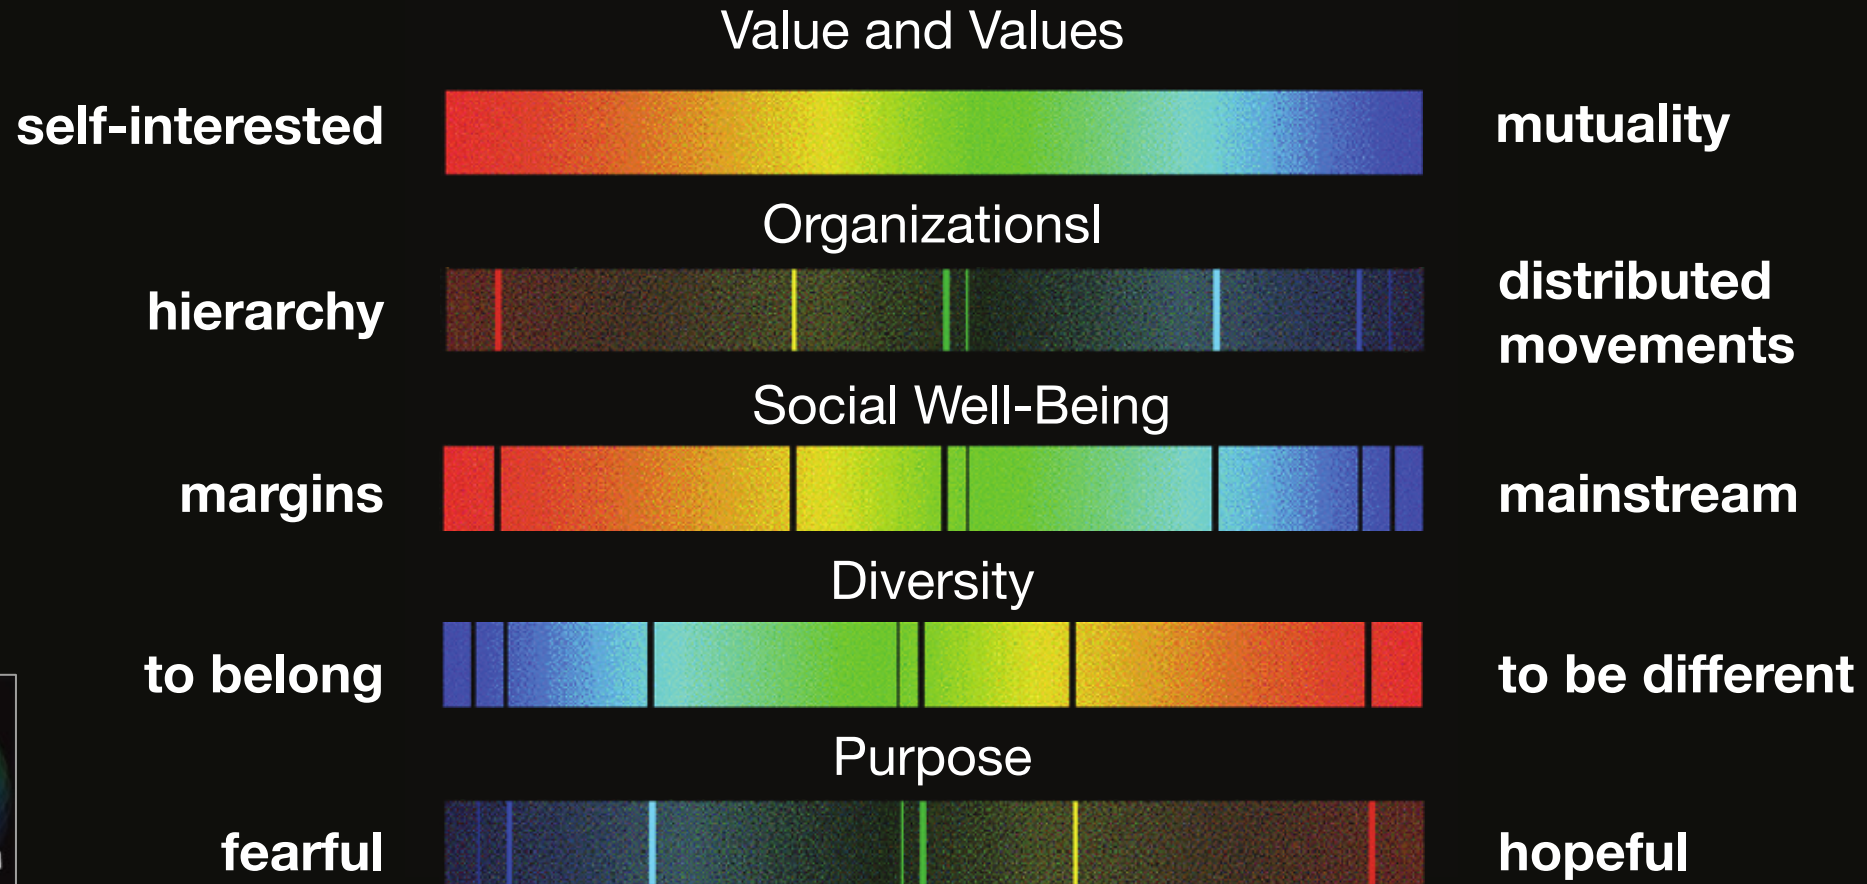 Value and Values
self-interested
mutuality
Organizationsl
hierarchy
distributed
movements
Social Well-Being
margins
mainstream
Diversity
to belong
to be different
Purpose
fearful
hopeful